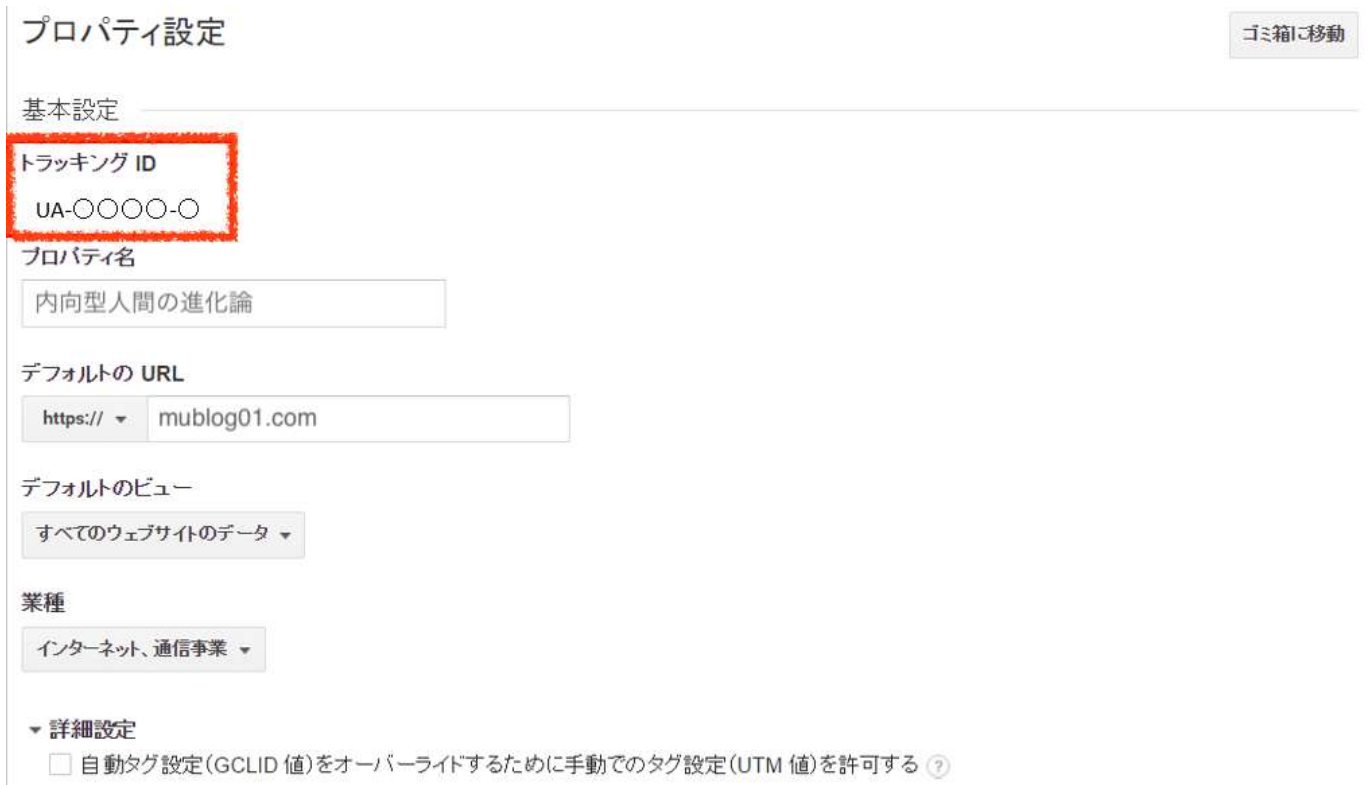 プロパティ設定
ゴミ箱に移動
基本設定
トラッキング ID
UA-○○○○-○
プロパティ名
内向型人間の進化論
デフォルトの URL
https://
mublog01.com
デフォルトのビュー
すべてのウェブサイトのデータ
業種
インターネット、通信事業
詳細設定
自動タグ設定(GCLID 値)をオーバーライドするために手動でのタグ設定(UTM 値)を許可する ?